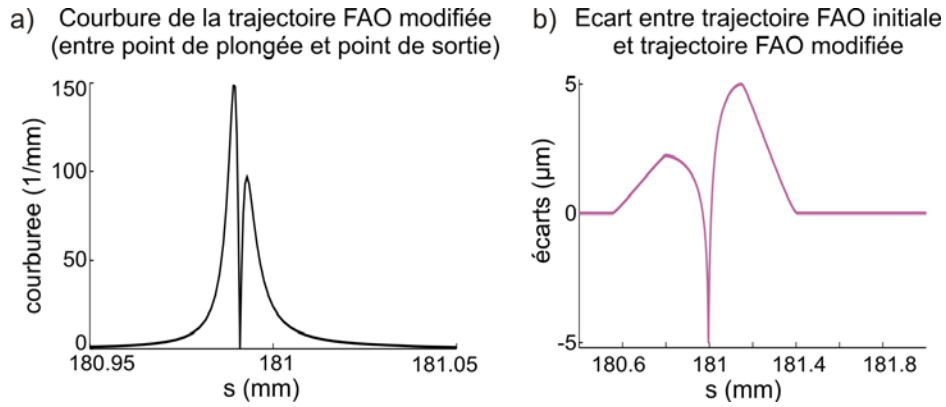 a) Courbure de la trajectoire FAO modifiée
(entre point de plongée et point de sortie)
150
100
50
0
courburee (1/mm)
180.95
181
181.05
s (mm)
b) Ecart entre trajectoire FAO initiale
et trajectoire FAO modifiée
5
0
-5
écarts (µm)
180.6
181
181.4
181.8
s (mm)